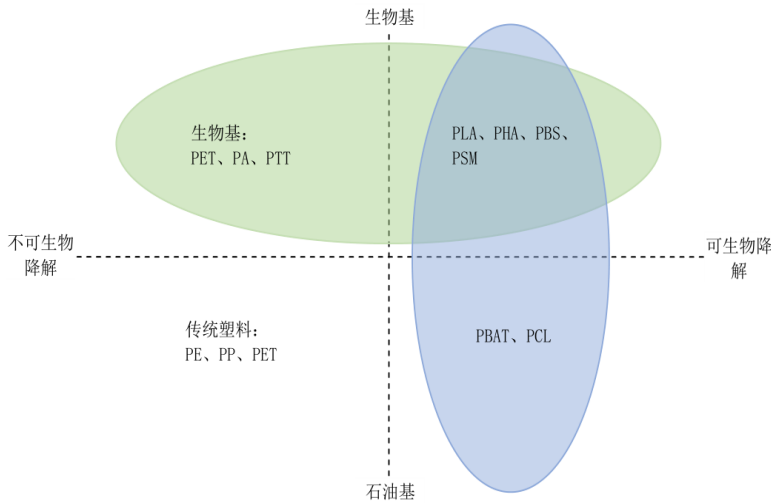 生物基
生物基：
PET、PA、PTT
PLA、PHA、PBS、
PSM
不可生物
降解
可生物降
解
传统塑料：
PE、PP、PET
PBAT、PCL
石油基